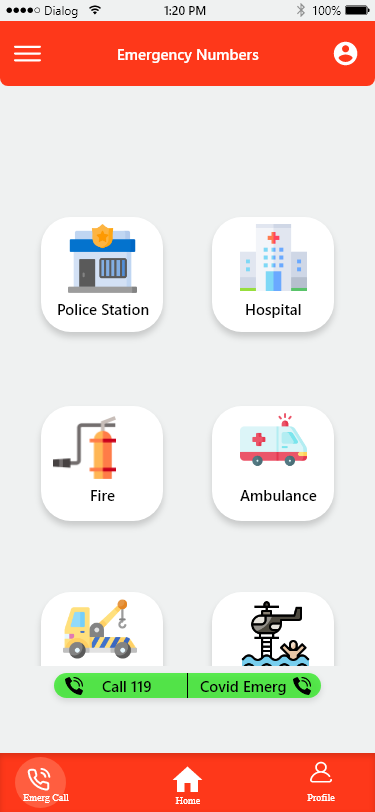 Dialog 1:20 PM 100%
Emergency Numbers
Police Station
Hospital
Fire
Ambulance
Call 119
Covid Emerg
Emerg Call
Home
Profile